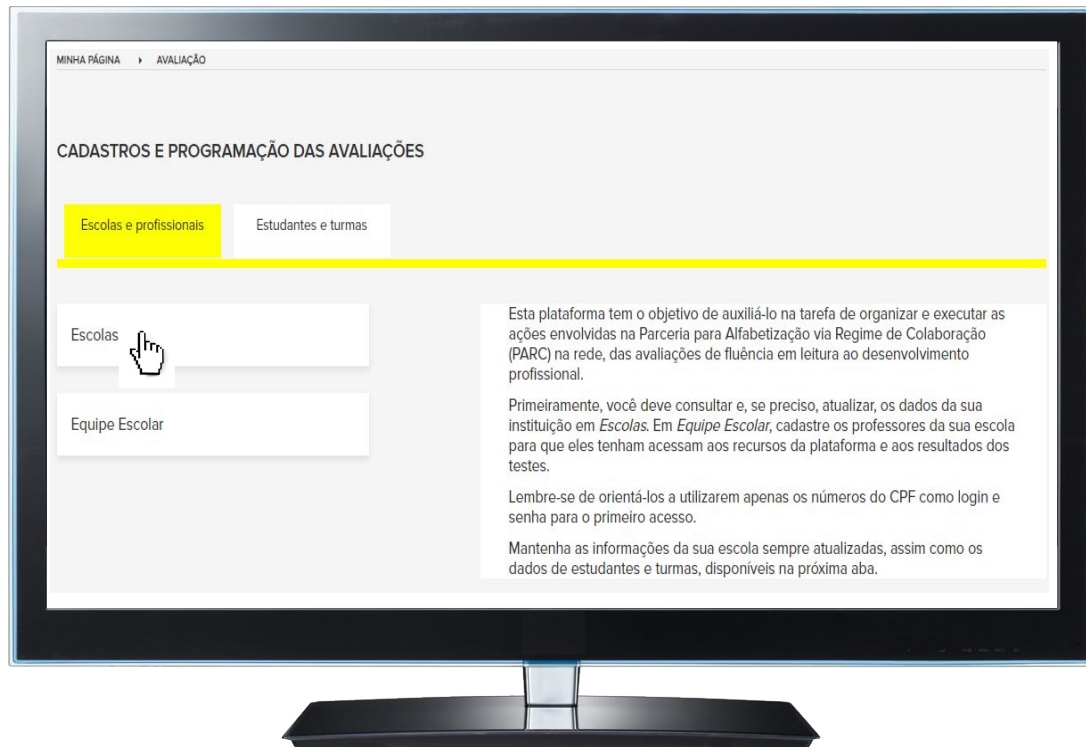 MINHA PÁGINA › AVALIAÇÃO
CADASTROS E PROGRAMAÇÃO DAS AVALIAÇÕES
Escolas e profissionais
Estudantes e turmas
Escolas
Equipe Escolar
Esta plataforma tem o objetivo de auxiliá-lo na tarefa de organizar e executar as
ações envolvidas na Parceria para Alfabetização via Regime de Colaboração
(PARC) na rede, das avaliações de fluência em leitura ao desenvolvimento
profissional.
Primeiramente, você deve consultar e, se preciso, atualizar, os dados da sua
instituição em Escolas. Em Equipe Escolar, cadastre os professores da sua escola
para que eles tenham acessam aos recursos da plataforma e aos resultados dos
testes.
Lembre-se de orientá-los a utilizarem apenas os números do CPF como login e
senha para o primeiro acesso.
Mantenha as informações da sua escola sempre atualizadas, assim como os
dados de estudantes e turmas, disponíveis na próxima aba.